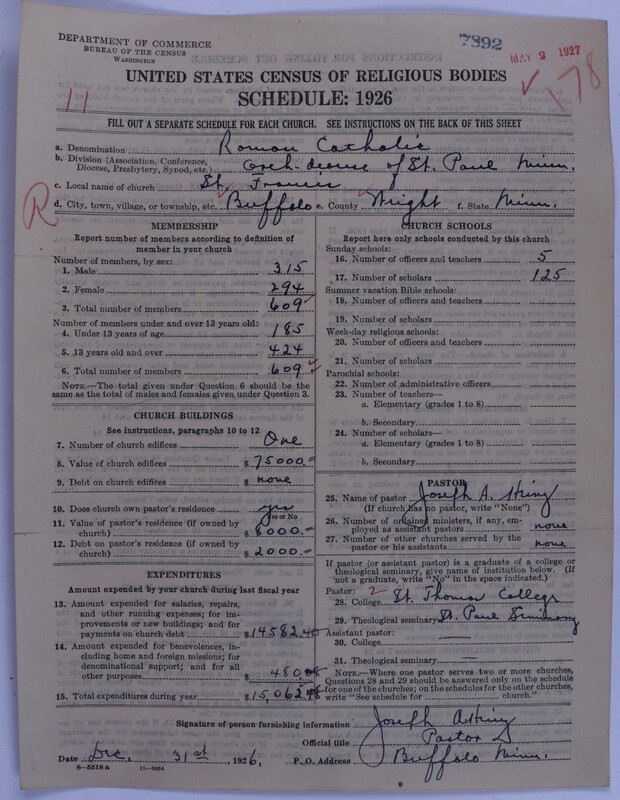 DEPARTMENT OF COMMERCE
BUREAU OF THE CENSUS
WASHINGTON
7892
MAY 2 1927
178
11
UNITED STATES CENSUS OF RELIGIOUS BODIES
SCHEDULE: 1926
FILL OUT A SEPARATE SCHEDULE FOR EACH CHURCH. SEE INSTRUCTIONS ON THE BACK OF THIS SHEET
a. Denomination Roman Catholic
b. Division (Association, Conference, Diocese, Presbytery, Synod, etc.) Arch-diocese of St. Paul Minn.
c. Local name of church St. Francis
R
d. City, town, village, or township, etc. Buffalo e. County Wright f. State Minn.
MEMBERSHIP
Report number of members according to definition of
member in your church
Number of members, by sex:
1. Male 315
2. Female 294
3. Total number of members 609
Number of members under and over 13 years old:
4. Under 13 years of age 185
5. 13 years old and over 424
6. Total number of members 609
NOTE.—The total given under Question 6 should be
same as the total of males and females given under Question 3.
CHURCH BUILDINGS
See instructions, paragraphs 10 to 12
7. Number of church edifices One
8. Value of church edifices $ 75000.=
9. Debt on church edifices $ none
10. Does church own pastor's residence yes
Yes or No
11. Value of pastor's residence (if owned by
church) $ 8000.=
12. Debt on pastor's residence (if owned by
church) $ 2000.=
EXPENDITURES
Amount expended by your church during last fiscal year
13. Amount expended for salaries, repairs,
and other running expenses; for im-
provements or new buildings; and for
payments on church debt $ 14582.40
14. Amount expended for benevolences, in-
cluding home and foreign missions; for
denominational support; and for all
other purposes $ 480
15. Total expenditures during year $ 15,062
CHURCH SCHOOLS
Report here only schools conducted by this church
Sunday schools:
16. Number of officers and teachers 5
17. Number of scholars 125
Summer vacation Bible schools:
18. Number of officers and teachers
19. Number of scholars
Week-day religious schools:
20. Number of officers and teachers
21. Number of scholars
Parochial schools:
22. Number of administrative officers
23. Number of teachers—
a. Elementary (grades 1 to 8)
b. Secondary
24. Number of scholars—
a. Elementary (grades 1 to 8)
b. Secondary
PASTOR
25. Name of pastor Joseph A.
(If church has no pastor, write "None")
26. Number of ordained ministers, if any, em-
ployed as assistant pastors none
27. Number of other churches served by the
pastor or his assistants none
If pastor (or assistant pastor) is a graduate of a college or
theological seminary, give name of institution below. (If
not a graduate, write "No" in the space indicated.)
Pastor: 2
28. College St. Thomas College
29. Theological seminary St. Paul Seminary
Assistant pastor:
30. College
31. Theological seminary
NOTE.—Where one pastor serves two or more churches,
Questions 28 and 29 should be answered only on the schedule
for one of the churches; on the schedules for the other churches,
write "See schedule for church."
Signature of person furnishing information Joseph
Official title Pastor
Date Dec. 31st, 1926. P. O. Address Buffalo Minn.
8—5518 a 11—9354